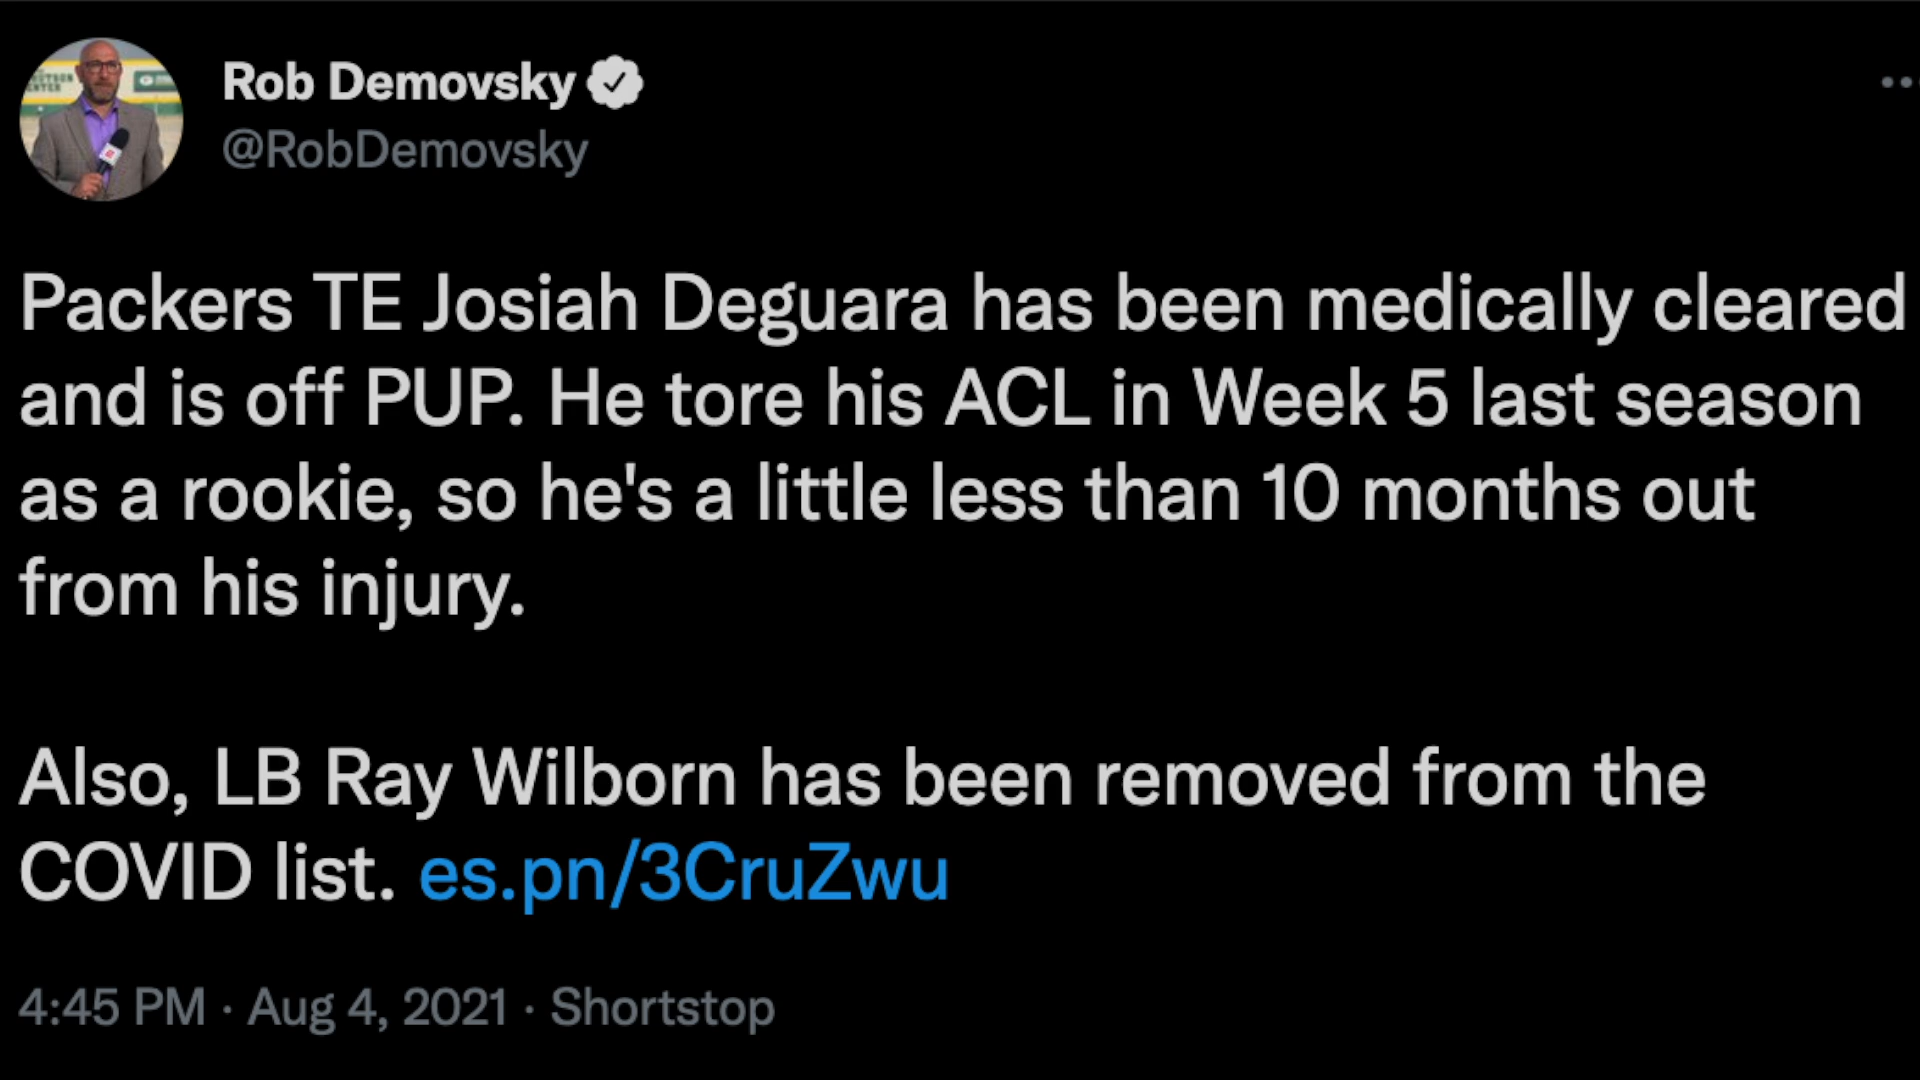 Rob Demovsky
@RobDemovsky
Packers TE Josiah Deguara has been medically cleared
and is off PUP. He tore his ACL in Week 5 last season
as a rookie, so he's a little less than 10 months out
from his injury.
Also, LB Ray Wilborn has been removed from the
COVID list. es.pn/3CruZwu
4:45 PM · Aug 4, 2021 · Shortstop